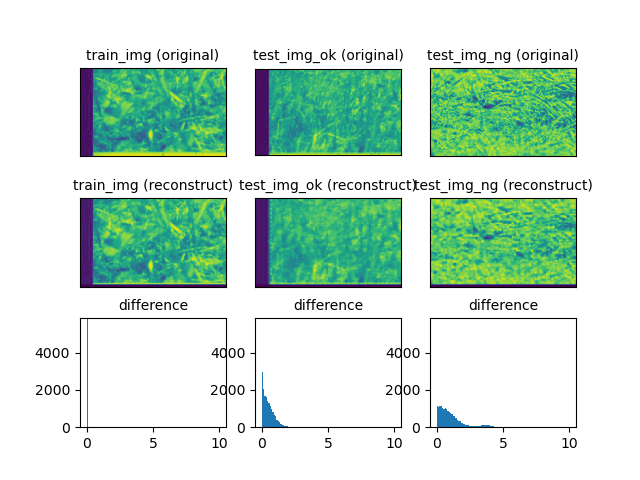 train_img (original) test_img_ok (original) test_img_ng (original)
train_img (reconstruct) test_img_ok (reconstruct) test_img_ng (reconstruct)
difference difference difference
4000 4000 4000
2000 2000 2000
0 0 0
0 5 10 0 5 10 0 5 10